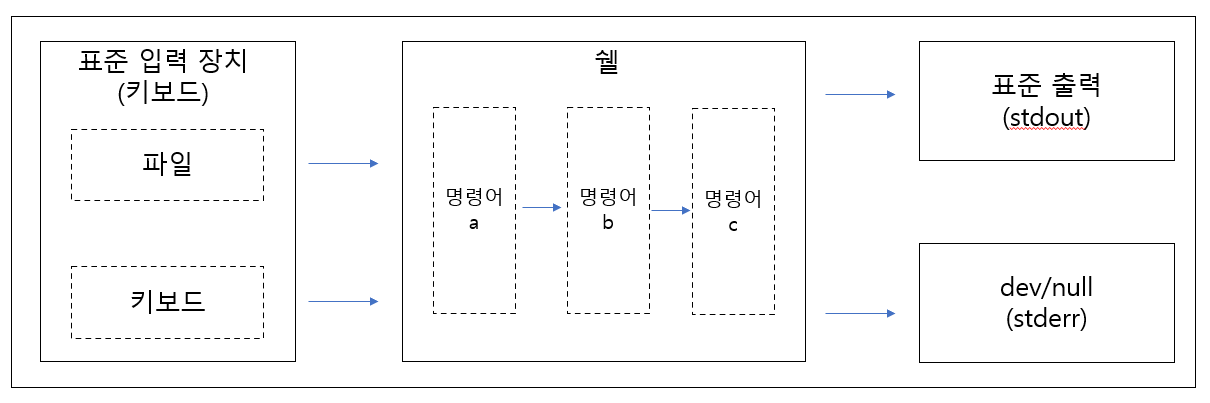 표준 입력 장치
(키보드)
파일
키보드
쉘
명령어
a
명령어
b
명령어
c
표준 출력
(stdout)
dev/null
(stderr)